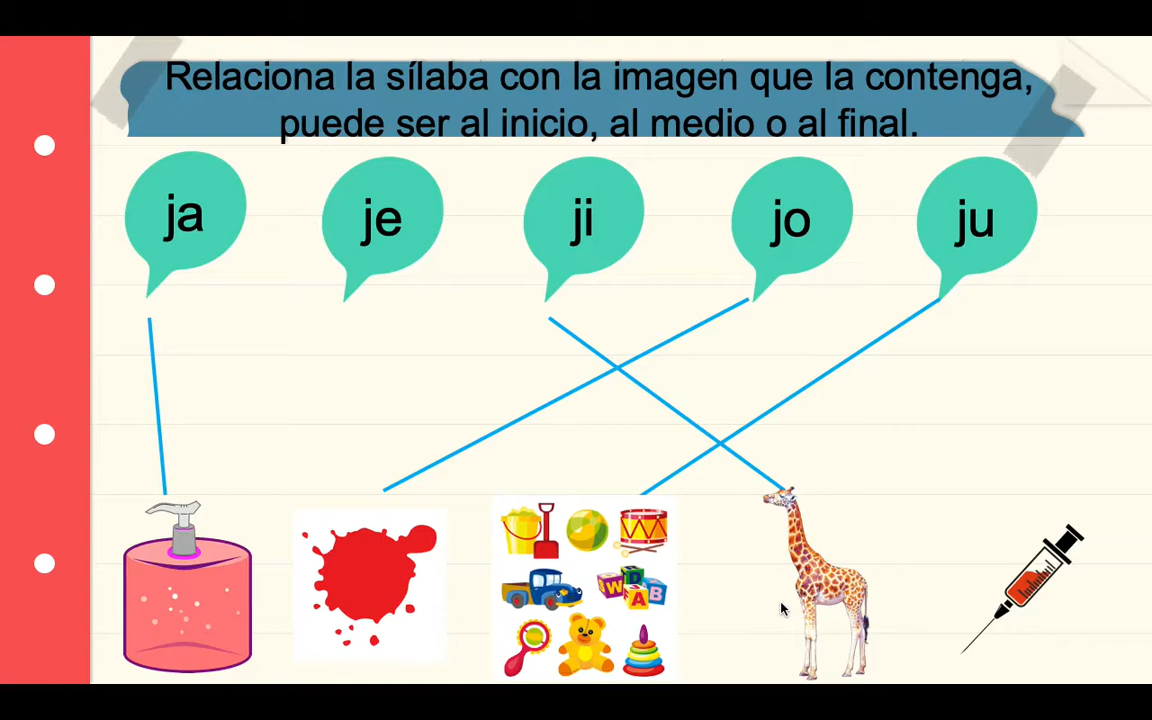 Relaciona la sílaba con la imagen que la contenga,
puede ser al inicio, al medio o al final.
ja je ji jo ju
W D A B